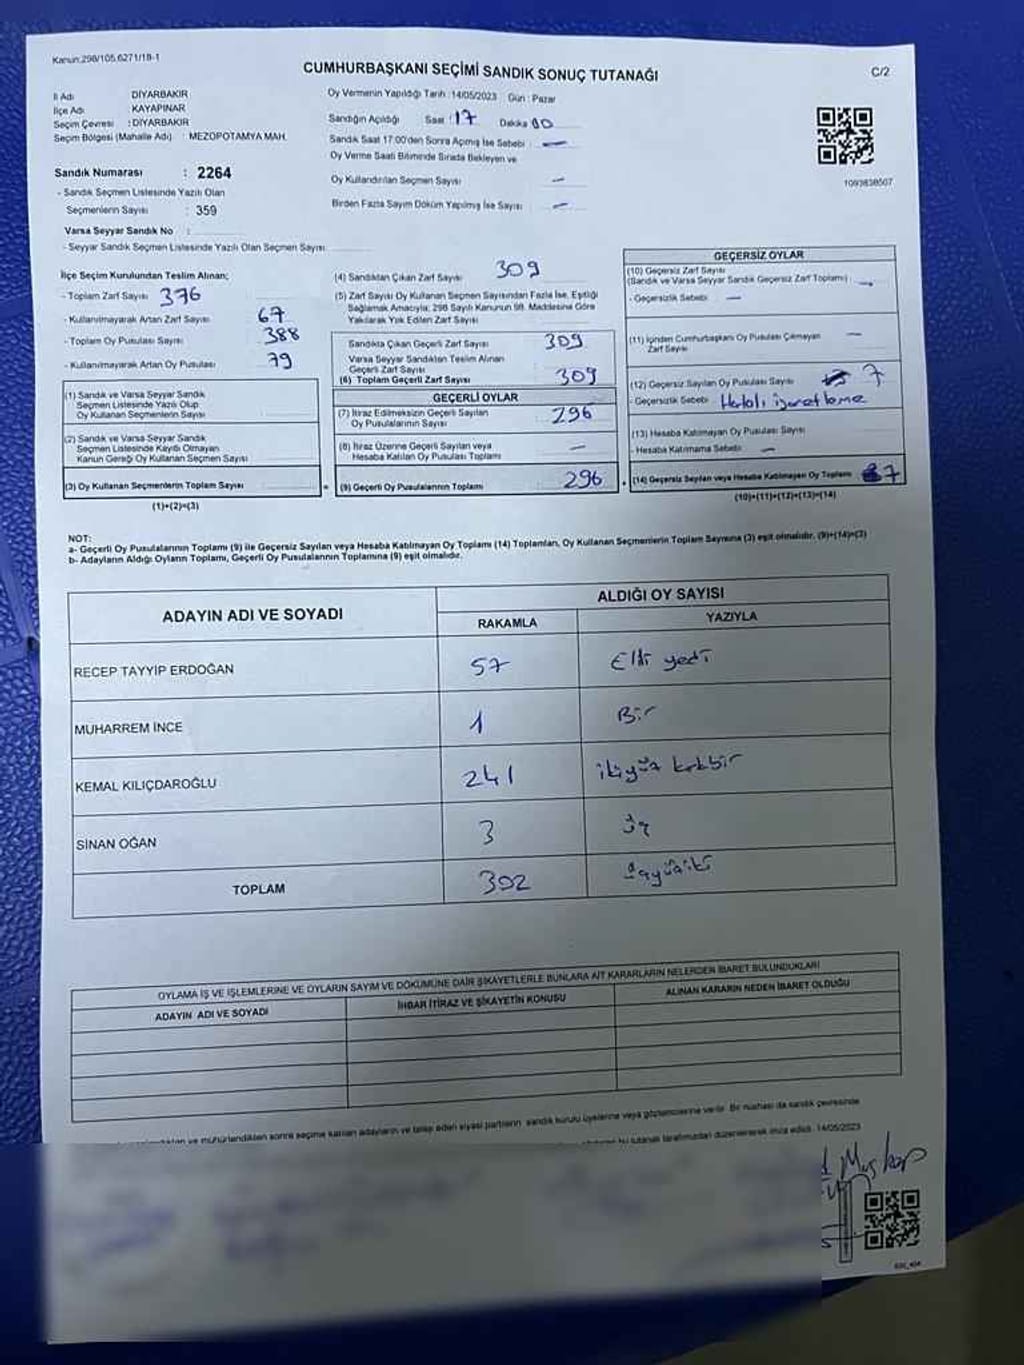 Kanun:298/105,6271/18-1
CUMHURBAŞKANI SEÇİMİ SANDIK SONUÇ TUTANAĞI
C/2
İl Adı DİYARBAKIR
İlçe Adı KAYAPINAR
Seçim Çevresi : DİYARBAKIR
Seçim Bölgesi (Mahalle Adı) : MEZOPOTAMYA MAH.
Sandık Numarası : 2264
- Sandık Seçmen Listesinde Yazılı Olan
Seçmenlerin Sayısı : 359
Varsa Seyyar Sandık No :
- Seyyar Sandık Seçmen Listesinde Yazılı Olan Seçmen Sayısı
Oy Vermenin Yapıldığı Tarih : 14/05/2023 Gün : Pazar
Sandığın Açıldığı Saat : 17 Dakika 00
Sandık Saat 17.00'den Sonra Açımış İse Sebebi : —
Oy Verme Saati Bitiminde Sırada Bekleyen ve
Oy Kullandırılan Seçmen Sayısı —
Birden Fazla Sayım Döküm Yapılmış İse Sayısı —
1093838507
İlçe Seçim Kurulundan Teslim Alınan;
- Toplam Zarf Sayısı 376
- Kullanılmayarak Artan Zarf Sayısı 67
- Toplam Oy Pusulası Sayısı 388
- Kullanılmayarak Artan Oy Pusulası 79
(1) Sandık ve Varsa Seyyar Sandık
Seçmen Listesinde Yazılı Olup
Oy Kullanan Seçmenlerin Sayısı
(2) Sandık ve Varsa Seyyar Sandık
Seçmen Listesinde Kayıtlı Olmayan
Kanun Gereği Oy Kullanan Seçmen Sayısı
(3) Oy Kullanan Seçmenlerin Toplam Sayısı
(1)+(2)=(3)
(4) Sandıktan Çıkan Zarf Sayısı 309
(5) Zarf Sayısı Oy Kullanan Seçmen Sayısından Fazla İse, Eşitliği
Sağlamak Amacıyla; 298 Sayılı Kanunun 98. Maddesine Göre
Yakılarak Yok Edilen Zarf Sayısı
Sandıkta Çıkan Geçerli Zarf Sayısı 309
Varsa Seyyar Sandıktan Teslim Alınan
Geçerli Zarf Sayısı
(6) Toplam Geçerli Zarf Sayısı 309
GEÇERLİ OYLAR
(7) İtiraz Edilmeksizin Geçerli Sayılan
Oy Pusulalarının Sayısı 296
(8) İtiraz Üzerine Geçerli Sayılan veya
Hesaba Katılan Oy Pusulası Toplamı —
= (9) Geçerli Oy Pusulalarının Toplamı 296
GEÇERSİZ OYLAR
(10) Geçersiz Zarf Sayısı
(Sandık ve Varsa Seyyar Sandık Geçersiz Zarf Toplamı) —
- Geçersizlik Sebebi —
(11) İçinden Cumhurbaşkanı Oy Pusulası Çıkmayan
Zarf Sayısı —
(12) Geçersiz Sayılan Oy Pusulası Sayısı 7
- Geçersizlik Sebebi Hatalı işaretleme
(13) Hesaba Katılmayan Oy Pusulası Sayısı
- Hesaba Katılmama Sebebi —
+ (14) Geçersiz Sayılan veya Hesaba Katılmayan Oy Toplamı 7
(10)+(11)+(12)+(13)=(14)
NOT:
a- Geçerli Oy Pusulalarının Toplamı (9) ile Geçersiz Sayılan veya Hesaba Katılmayan Oy Toplamı (14) Toplamları, Oy Kullanan Seçmenlerin Toplam Sayısına (3) eşit olmalıdır. (9)+(14)=(3)
b- Adayların Aldığı Oyların Toplamı, Geçerli Oy Pusulalarının Toplamına (9) eşit olmalıdır.
ADAYIN ADI VE SOYADI ALDIĞI OY SAYISI
RAKAMLA YAZIYLA
RECEP TAYYİP ERDOĞAN 57 Elli yedi
MUHARREM İNCE 1 Bir
KEMAL KILIÇDAROĞLU 241 ikiyüz kırkbir
SİNAN OĞAN 3 üç
TOPLAM 302 üçyüziki
OYLAMA İŞ VE İŞLEMLERİNE VE OYLARIN SAYIM VE DÖKÜMÜNE DAİR ŞİKAYETLERLE BUNLARA AİT KARARLARIN NELERDEN İBARET BULUNDUKLARI
ADAYIN ADI VE SOYADI İHBAR İTİRAZ VE ŞİKAYETİN KONUSU ALINAN KARARIN NEDEN İBARET OLDUĞU
ve mühürlendikten sonra seçime katılan adayların ve talep eden siyasi partilerin sandık kurulu üyelerine veya gözlemcilerine verilir. Bir nüshası da sandık çevresinde
bu tutanak tarafımızdan düzenlenerek imza edildi. 14/05/2023